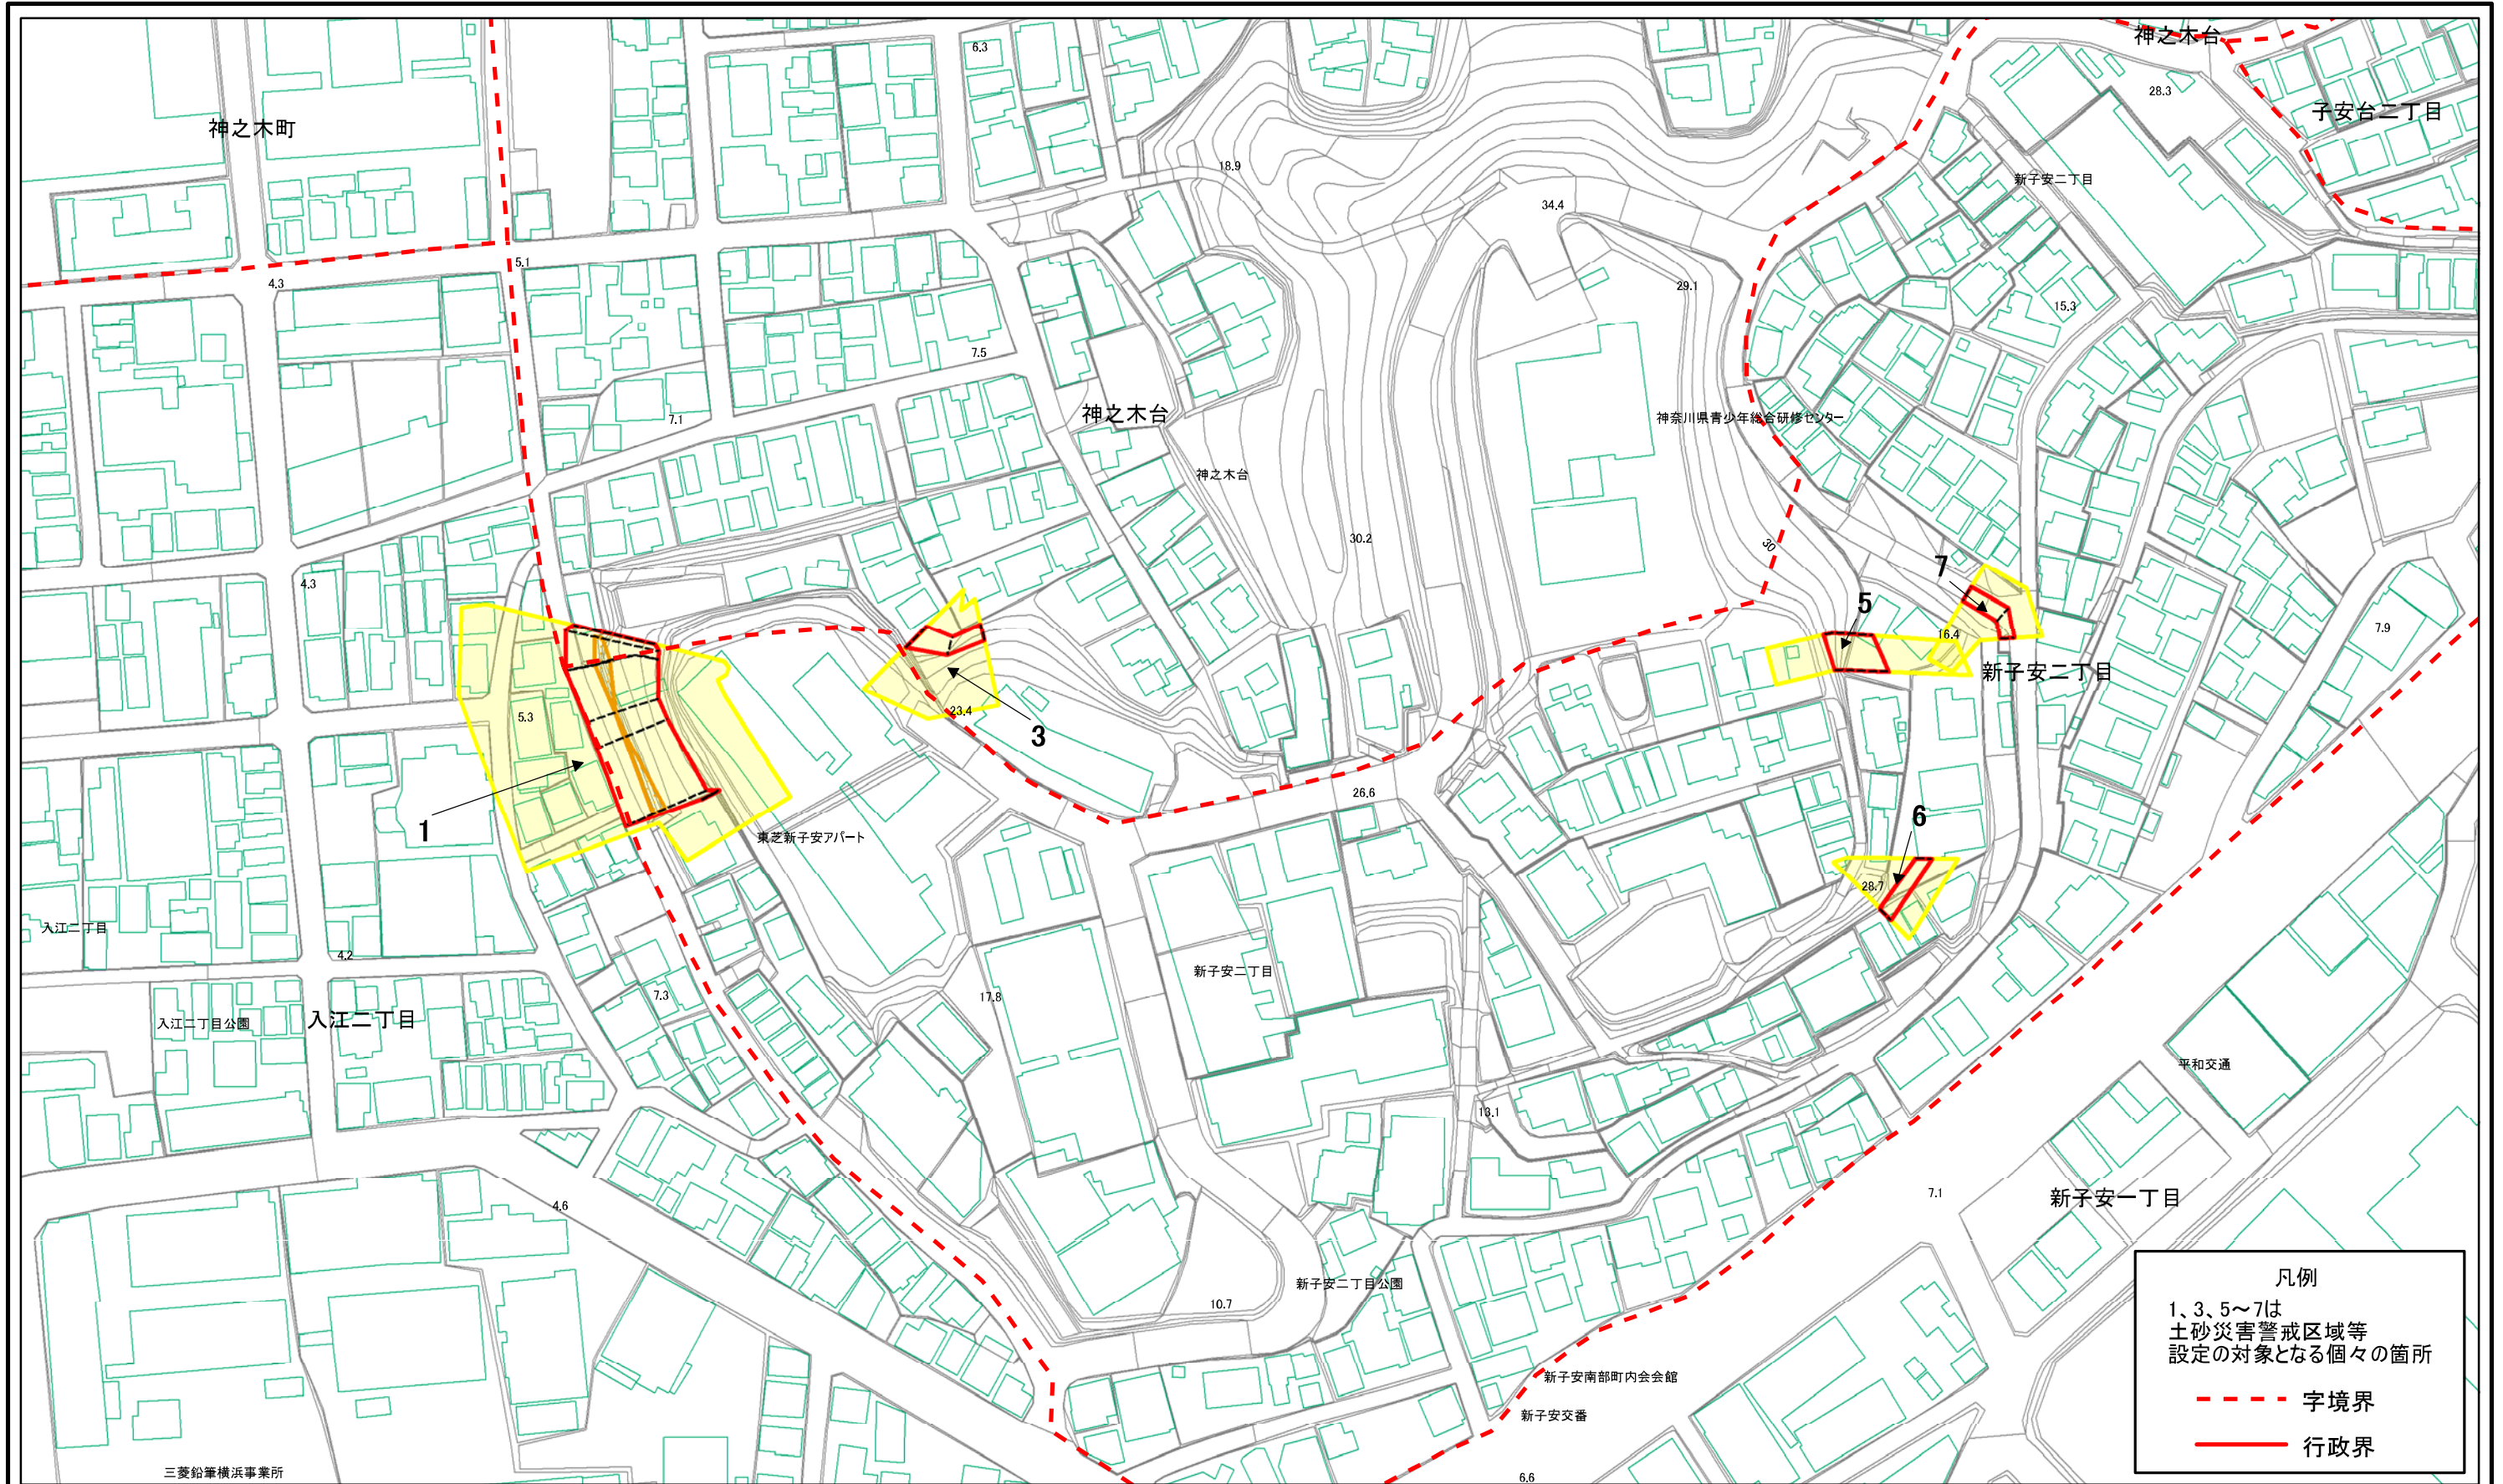 神之木台
6.3
28.3
子安台二丁目
神之木町
18.9
新子安二丁目
34.4
5.1
4.3
29.1
15.3
7.5
神之木台
7.1
神奈川県青少年総合研修センター
神之木台
30.2
30
7
4.3
5
16.4
7.9
新子安二丁目
5.3
23.4
3
26.6
1
東芝新子安アパート
6
28.7
入江二丁目
4.2
新子安二丁目
7.3
17.8
入江二丁目公園
入江二丁目
平和交通
13.1
7.1
新子安一丁目
4.6
新子安二丁目公園
10.7
新子安南部町内会会館
新子安交番
三菱鉛筆横浜事業所
6.6
凡例
1、3、5～7は
土砂災害警戒区域等
設定の対象となる個々の箇所
字境界
行政界